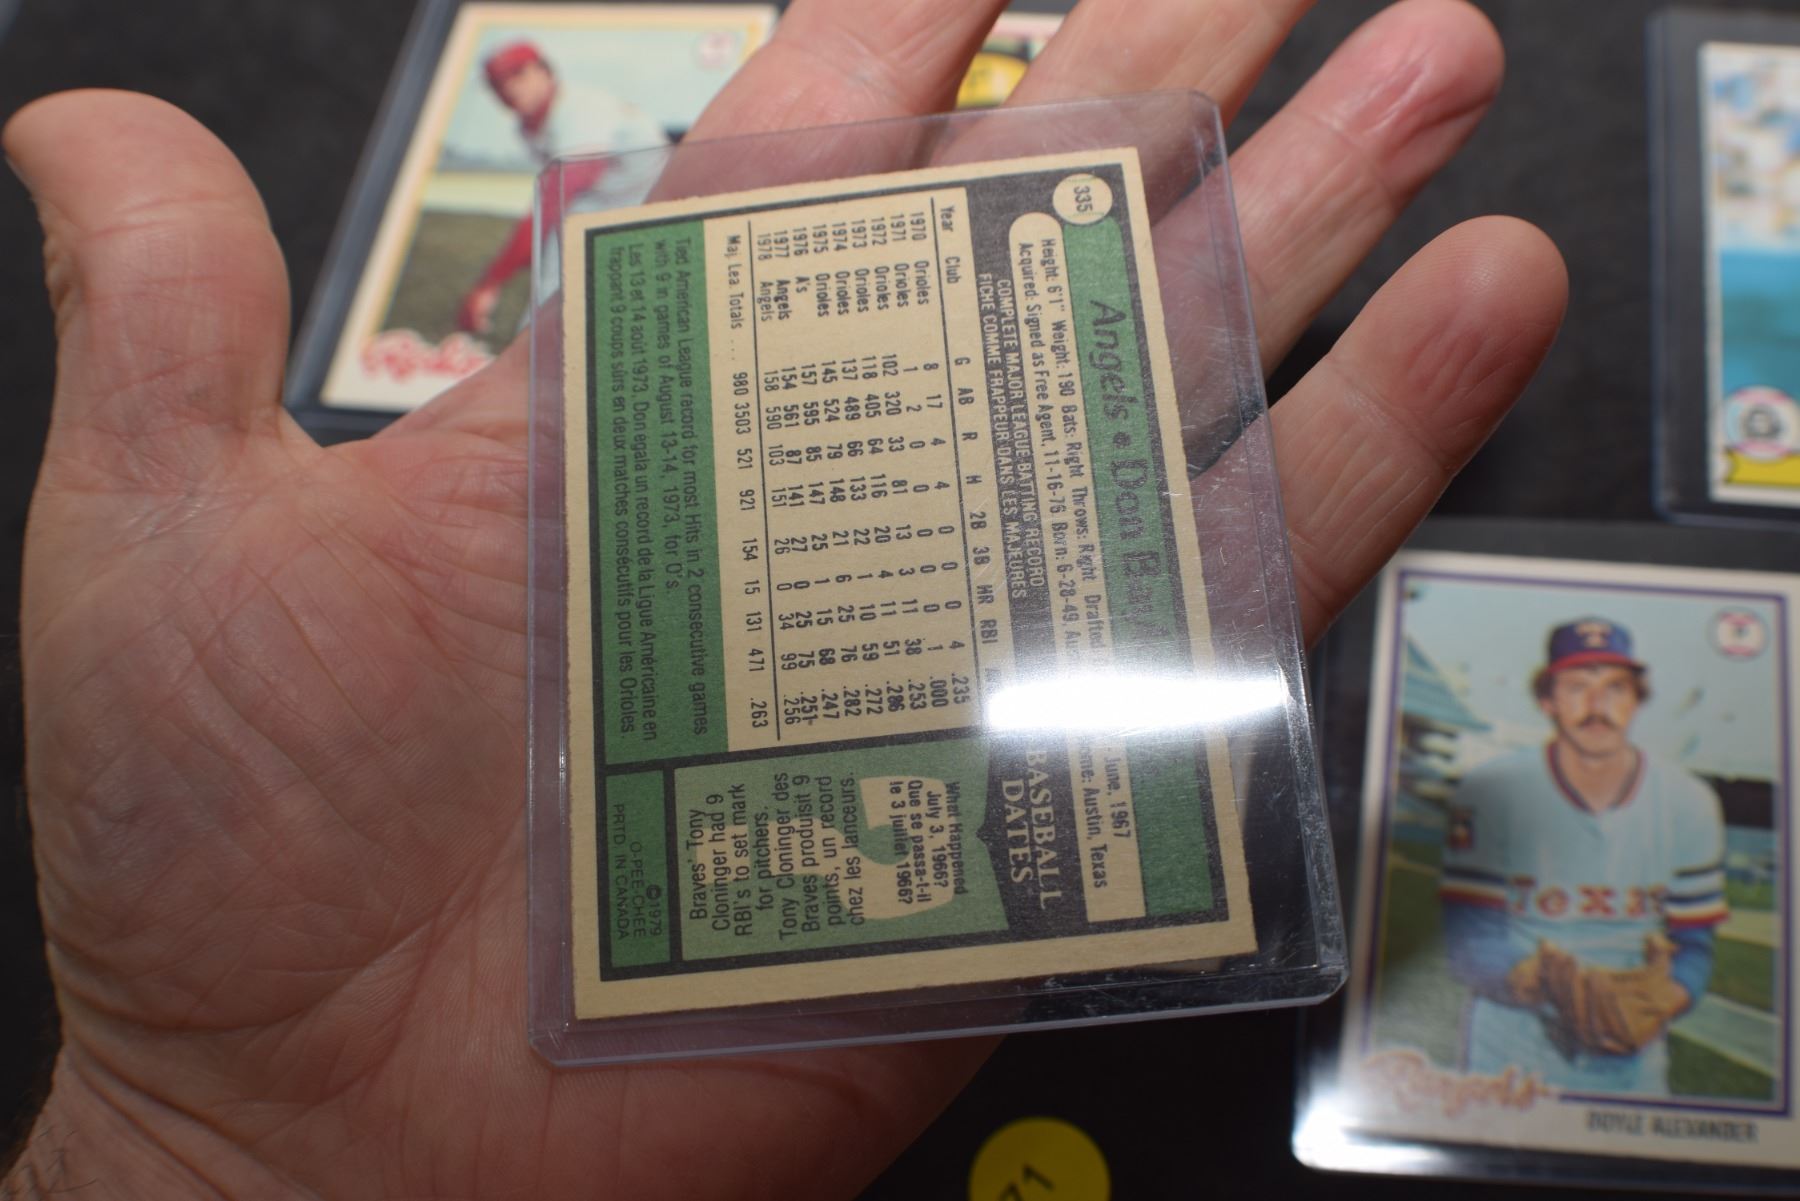 335
Angels • Don Bay
Height: 6'1" Weight: 190 Bats: Right Throws: Right Drafted: June, 1967
Acquired: Signed as Free Agent, 11-16-76 Born: 6-28-49, Austin, Texas
COMPLETE MAJOR LEAGUE BATTING RECORD
FICHE COMME FRAPPEUR DANS LES MAJEURES
Year Club G AB R H 2B 3B HR RBI
1970 Orioles 8 17 4 4 0 0 0 4 .235
1971 Orioles 1 2 0 0 0 0 0 1 .000
1972 Orioles 102 320 33 81 13 3 11 38 .253
1973 Orioles 118 405 64 116 20 4 11 51 .286
1974 Orioles 137 489 66 133 22 1 10 59 .272
1975 Orioles 145 524 79 148 21 6 25 76 .282
1976 A's 157 595 85 147 25 1 15 68 .247
1977 Angels 154 561 87 141 27 0 25 75 .251
1978 Angels 158 590 103 151 26 0 34 99 .256
Maj. Lea. Totals .... 980 3503 521 921 154 15 131 471 .263
Tied American League record for most Hits in 2 consecutive games
with 9 in games of August 13-14, 1973, for O's.
Les 13 et 14 août 1973, Don égala un record de la Ligue Américaine en
frappant 9 coups sûrs en deux matches consécutifs pour les Orioles.
BASEBALL
DATES
What Happened
July 3, 1966?
Que se passa-t-il
le 3 juillet 1966?
Braves' Tony
Cloninger had 9
RBI's to set mark
for pitchers.
Tony Cloninger des
Braves produisit 9
points, un record
chez les lanceurs.
©1979
O-PEE-CHEE
PRTD. IN CANADA
Texas
Rangers
DOYLE ALEXANDER
71